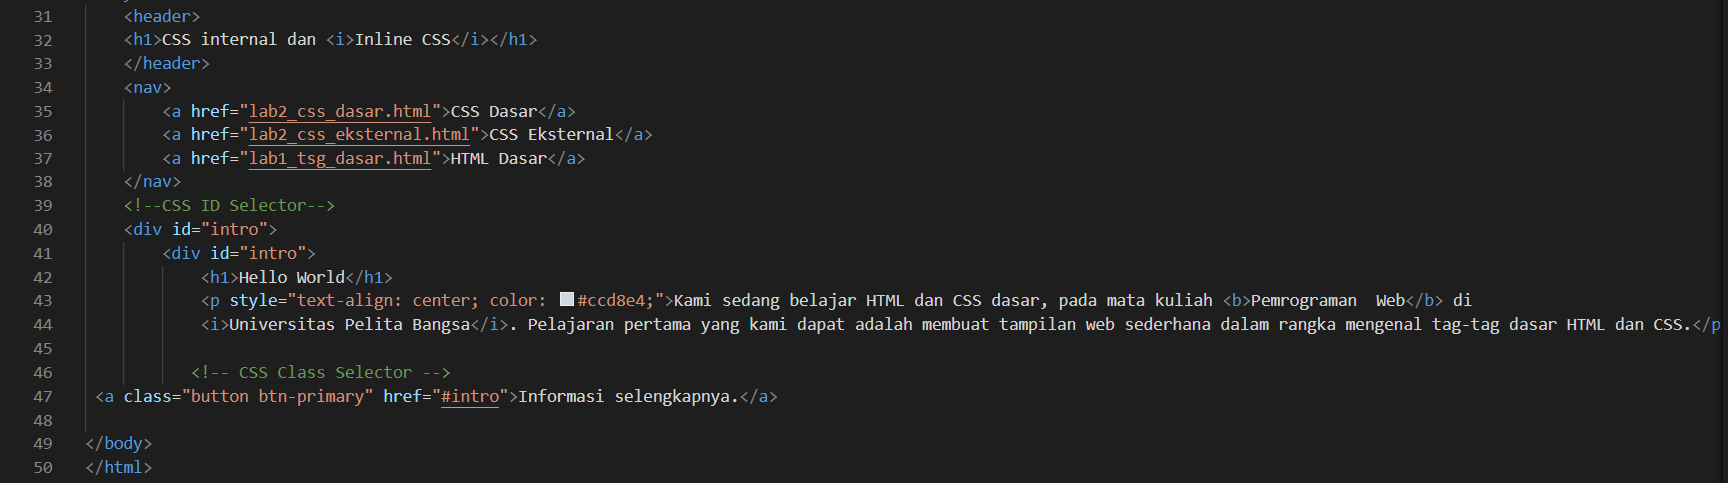 31 <header>
32 <h1>CSS internal dan <i>Inline CSS</i></h1>
33 </header>
34 <nav>
35 <a href="lab2_css_dasar.html">CSS Dasar</a>
36 <a href="lab2_css_eksternal.html">CSS Eksternal</a>
37 <a href="lab1_tsg_dasar.html">HTML Dasar</a>
38 </nav>
39 <!--CSS ID Selector-->
40 <div id="intro">
41 <div id="intro">
42 <h1>Hello World</h1>
43 <p style="text-align: center; color: #ccd8e4;">Kami sedang belajar HTML dan CSS dasar, pada mata kuliah <b>Pemrograman  Web</b> di
44 <i>Universitas Pelita Bangsa</i>. Pelajaran pertama yang kami dapat adalah membuat tampilan web sederhana dalam rangka mengenal tag-tag dasar HTML dan CSS.</p
45
46 <!-- CSS Class Selector -->
47 <a class="button btn-primary" href="#intro">Informasi selengkapnya.</a>
48
49 </body>
50 </html>